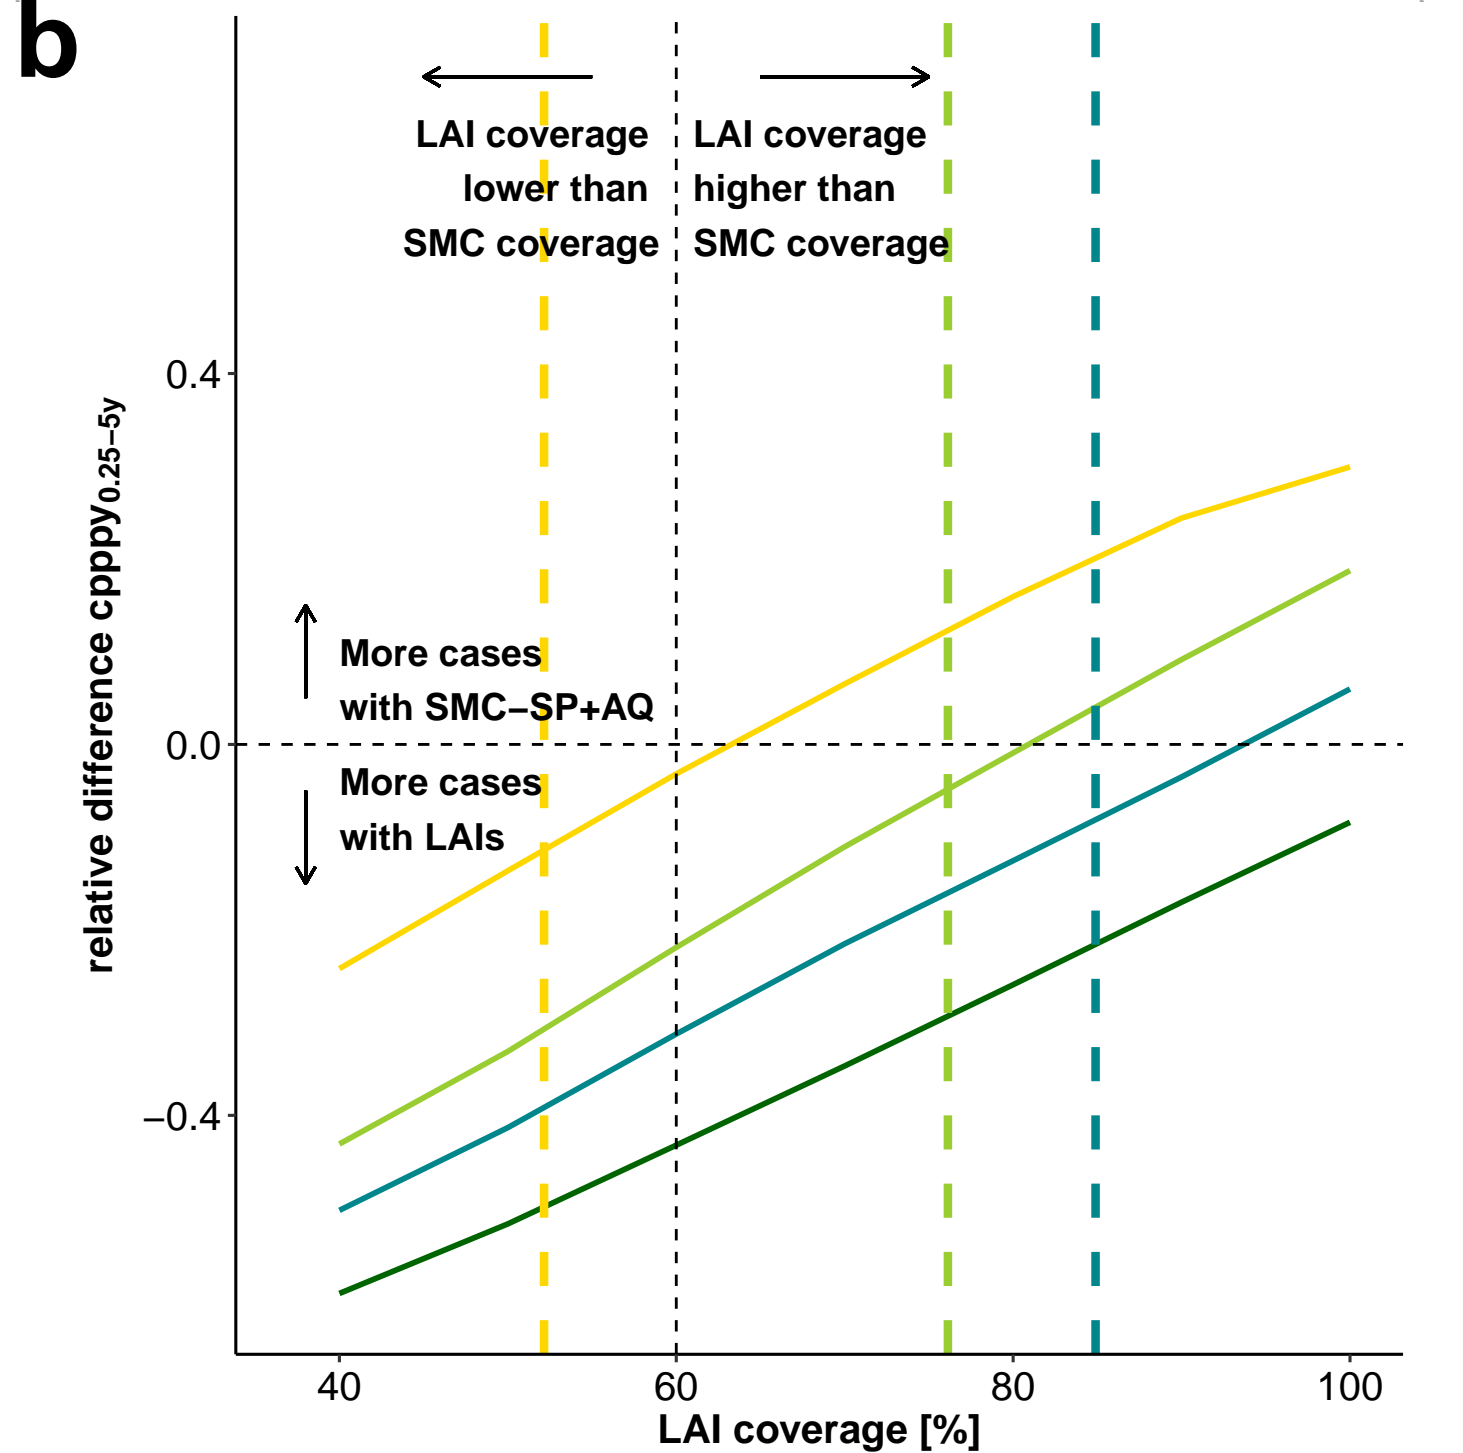 b
LAI coverage
lower than
SMC coverage
LAI coverage
higher than
SMC coverage
0.4
0.0
−0.4
relative difference cpppy0.25−5y
More cases
with SMC−SP+AQ
More cases
with LAIs
40
60
80
100
LAI coverage [%]